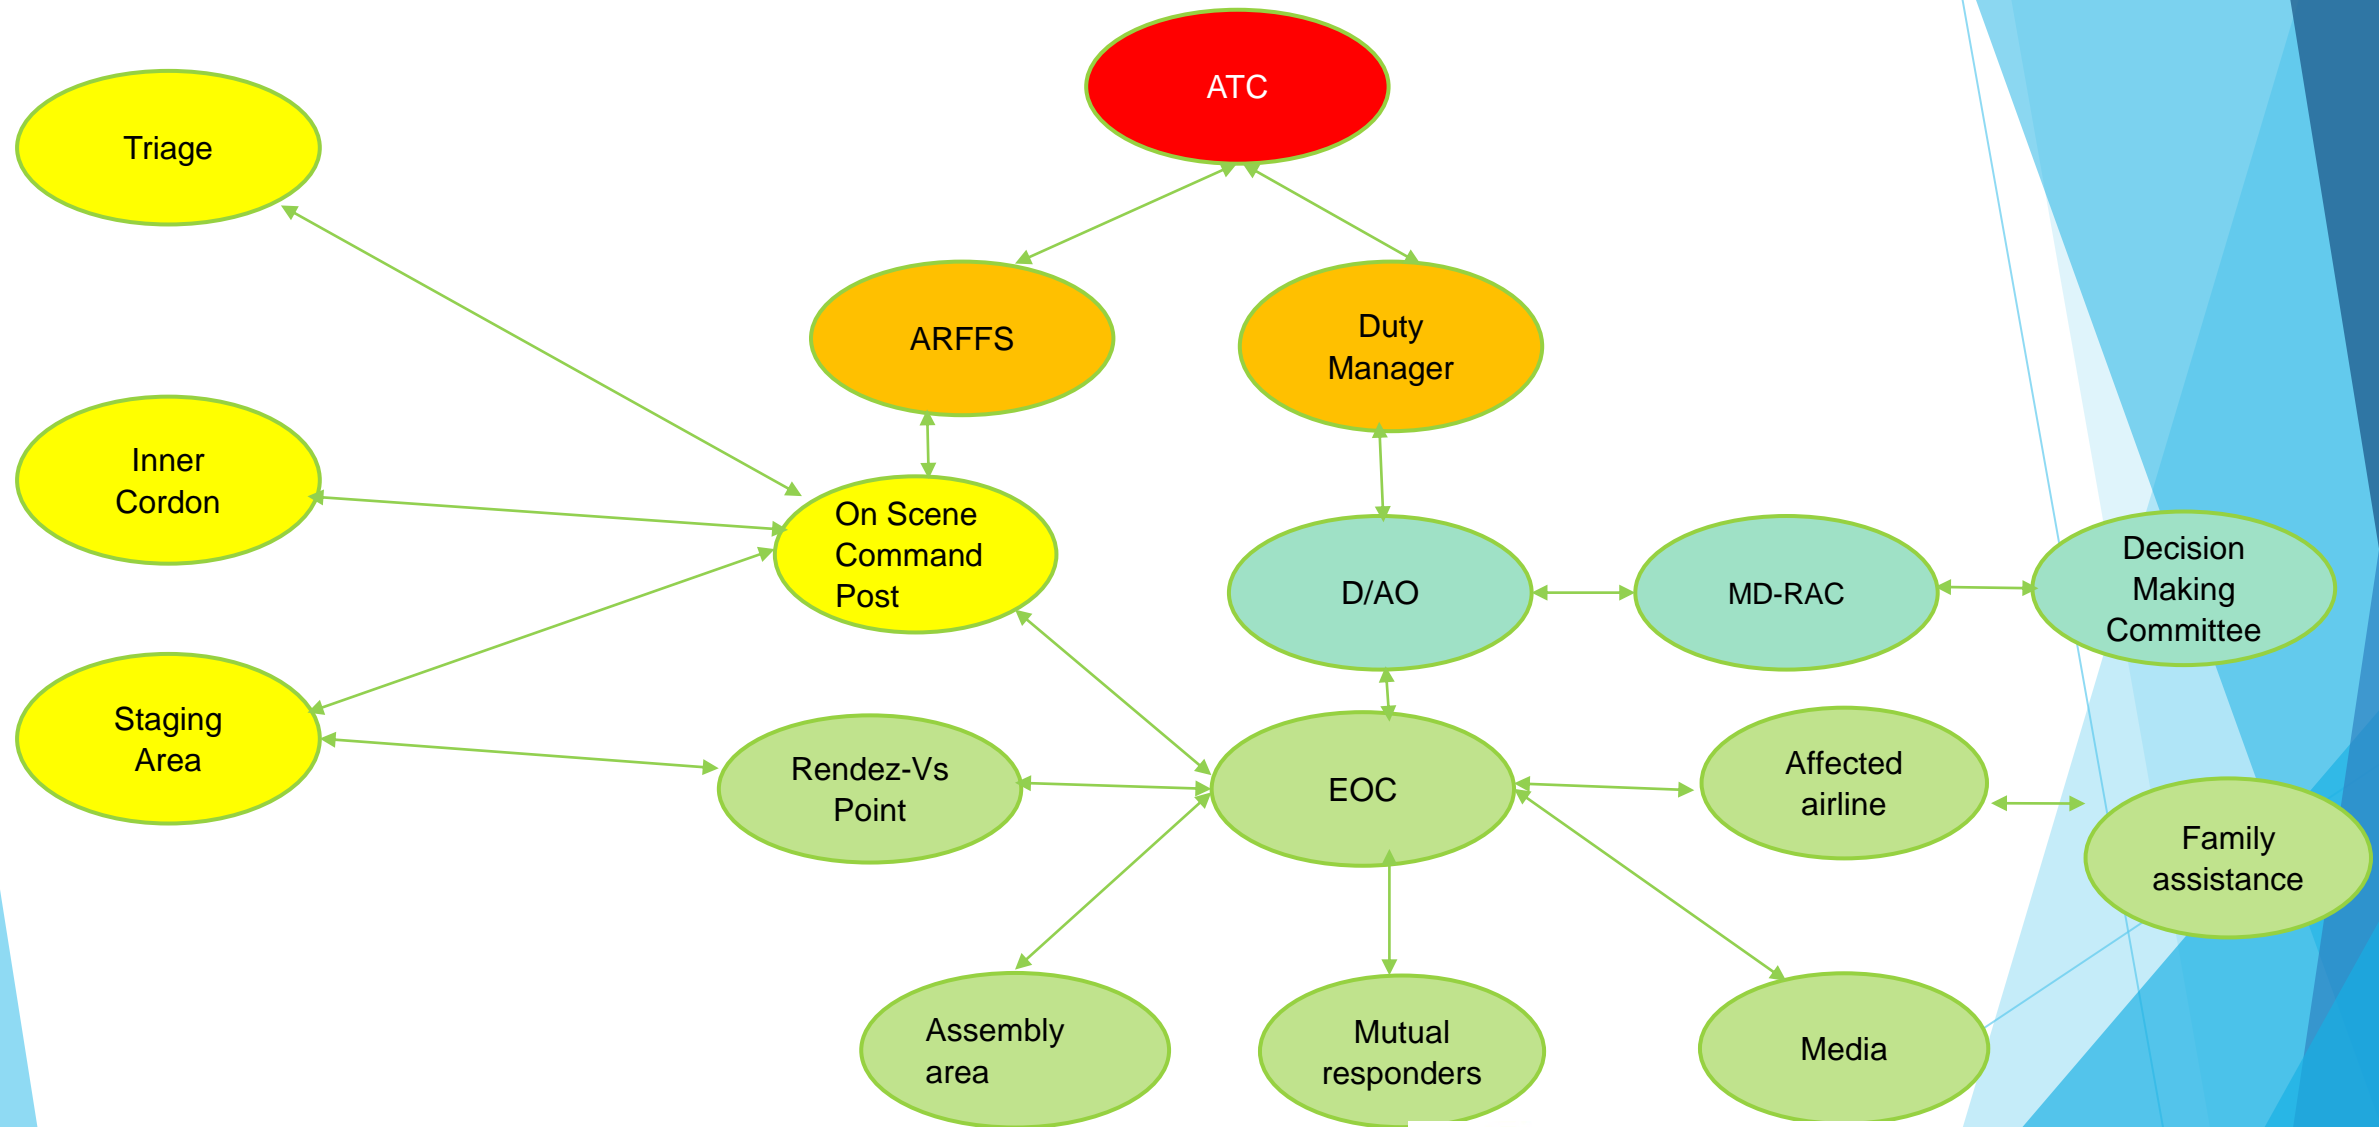 ATC
Triage
ARFFS
Duty
Manager
Inner
Cordon
On Scene
Command
Post
D/AO
MD-RAC
Decision
Making
Committee
Staging
Area
Rendez-Vs
Point
EOC
Affected
airline
Family
assistance
Assembly
area
Mutual
responders
Media